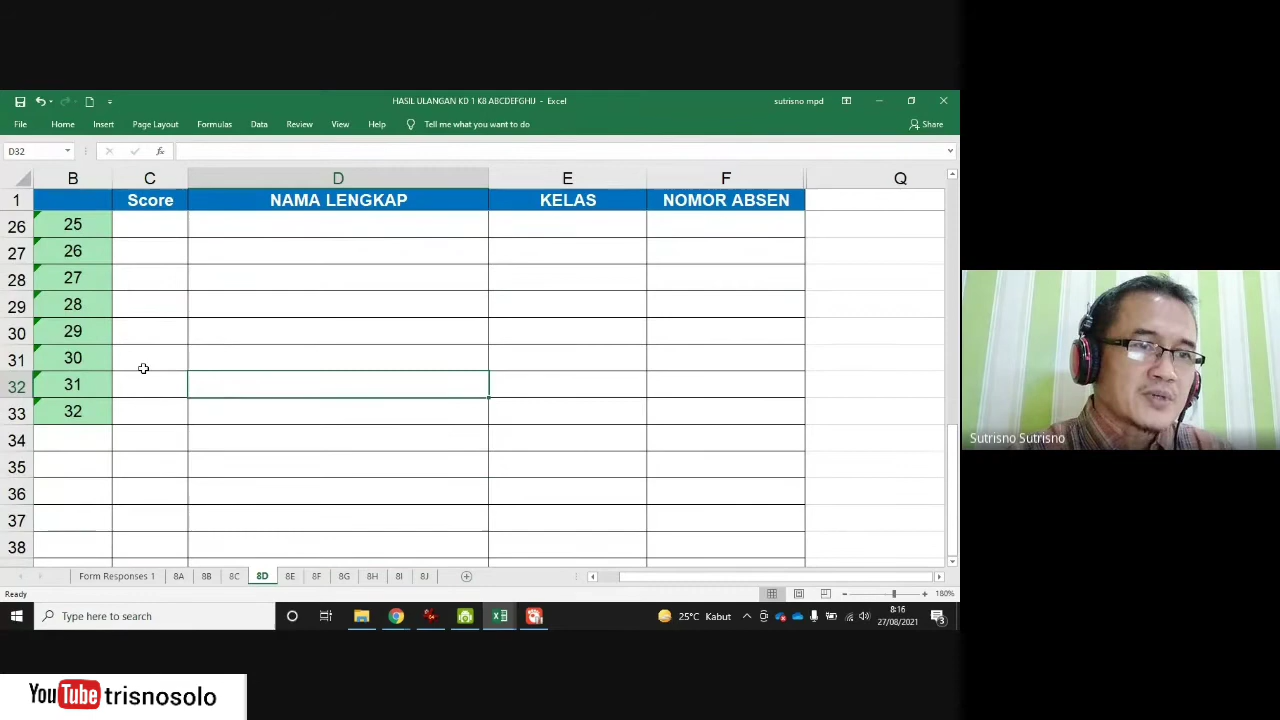 HASIL ULANGAN KD 1 K8 ABCDEFGHIJ - Excel
sutrisno mpd
File Home Insert Page Layout Formulas Data Review View Help Tell me what you want to do Share
D32 fx
B C D E F Q
1 Score NAMA LENGKAP KELAS NOMOR ABSEN
26 25
27 26
28 27
29 28
30 29
31 30
32 31
33 32
34
35
36
37
38
Form Responses 1 8A 8B 8C 8D 8E 8F 8G 8H 8I 8J
Ready 180%
Type here to search
25°C Kabut
8:16
27/08/2021
3
Sutrisno Sutrisno
YouTube trisnosolo